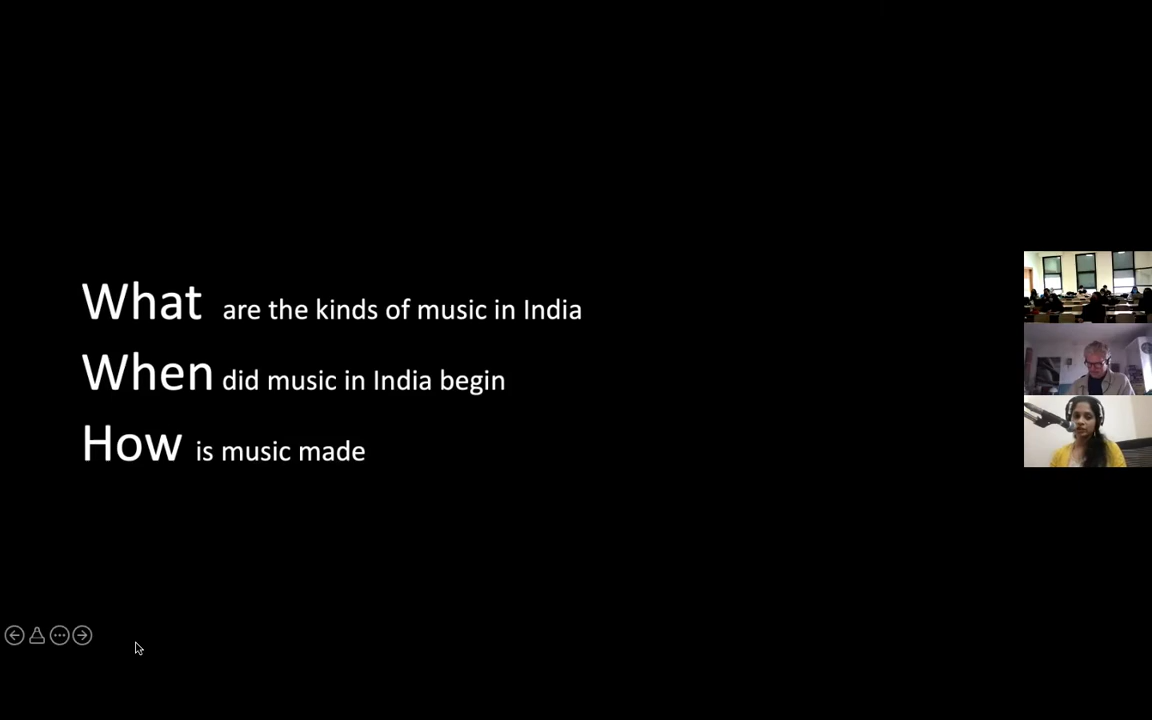 What are the kinds of music in India
When did music in India begin
How is music made